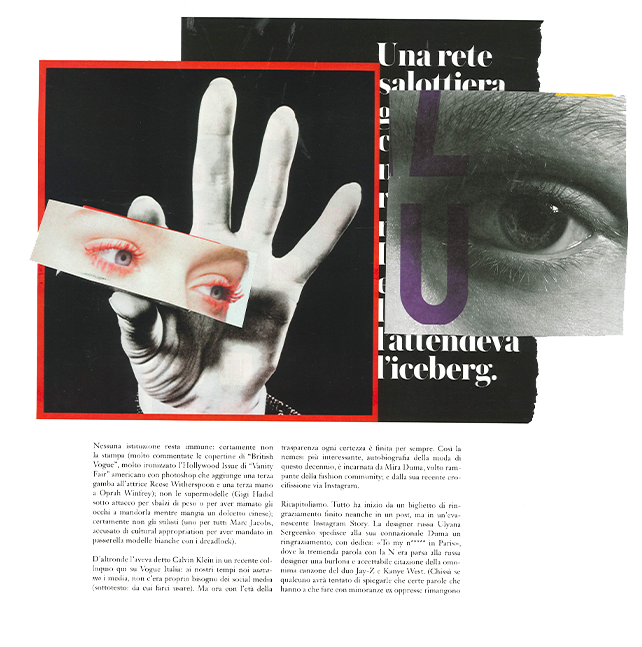 Una rete
salottiera
l'attendeva
l'iceberg.
L
U
Nessuna istituzione resta immune: certamente non
la stampa (molto commentate le copertine di "British
Vogue", molto ironizzato l'Hollywood Issue di "Vanity
Fair" americano con photoshop che aggiunge una terza
gamba all'attrice Reese Witherspoon e una terza mano
a Oprah Winfrey); non le supermodelle (Gigi Hadid
sotto attacco per sbalzi di peso o per aver mimato gli
occhi a mandorla mentre mangia un dolcetto cinese);
certamente non gli stilisti (uno per tutti Marc Jacobs,
accusato di cultural appropriation per aver mandato in
passerella modelle bianche con i dreadlock).
D'altronde l'aveva detto Calvin Klein in un recente col-
loquio qui su Vogue Italia: ai nostri tempi noi
i media, non c'era proprio bisogno dei social media
(sottotesto: da cui farci usare). Ma ora con l'età della
trasparenza ogni certezza è finita per sempre. Così la
nemesi più interessante, autobiografia della moda di
questo decennio, è incarnata da Mira Duma, volto ram-
pante della fashion community, e dalla sua recente cro-
cifissione via Instagram.
Ricapitoliamo. Tutto ha inizio da un biglietto di rin-
graziamento finito neanche in un post, ma in un'eva-
nescente Instagram Story. La designer russa Ulyana
Sergeenko spedisce alla sua connazionale Duma un
ringraziamento, con dedica: «To my n***** in Paris»,
dove la tremenda parola con la N era parsa alla russa
designer una burlona e accettabile citazione della omo-
nima canzone del duo Jay-Z e Kanye West. (Chissà se
qualcuno avrà tentato di spiegarle che certe parole che
hanno a che fare con minoranze ex oppresse rimangono